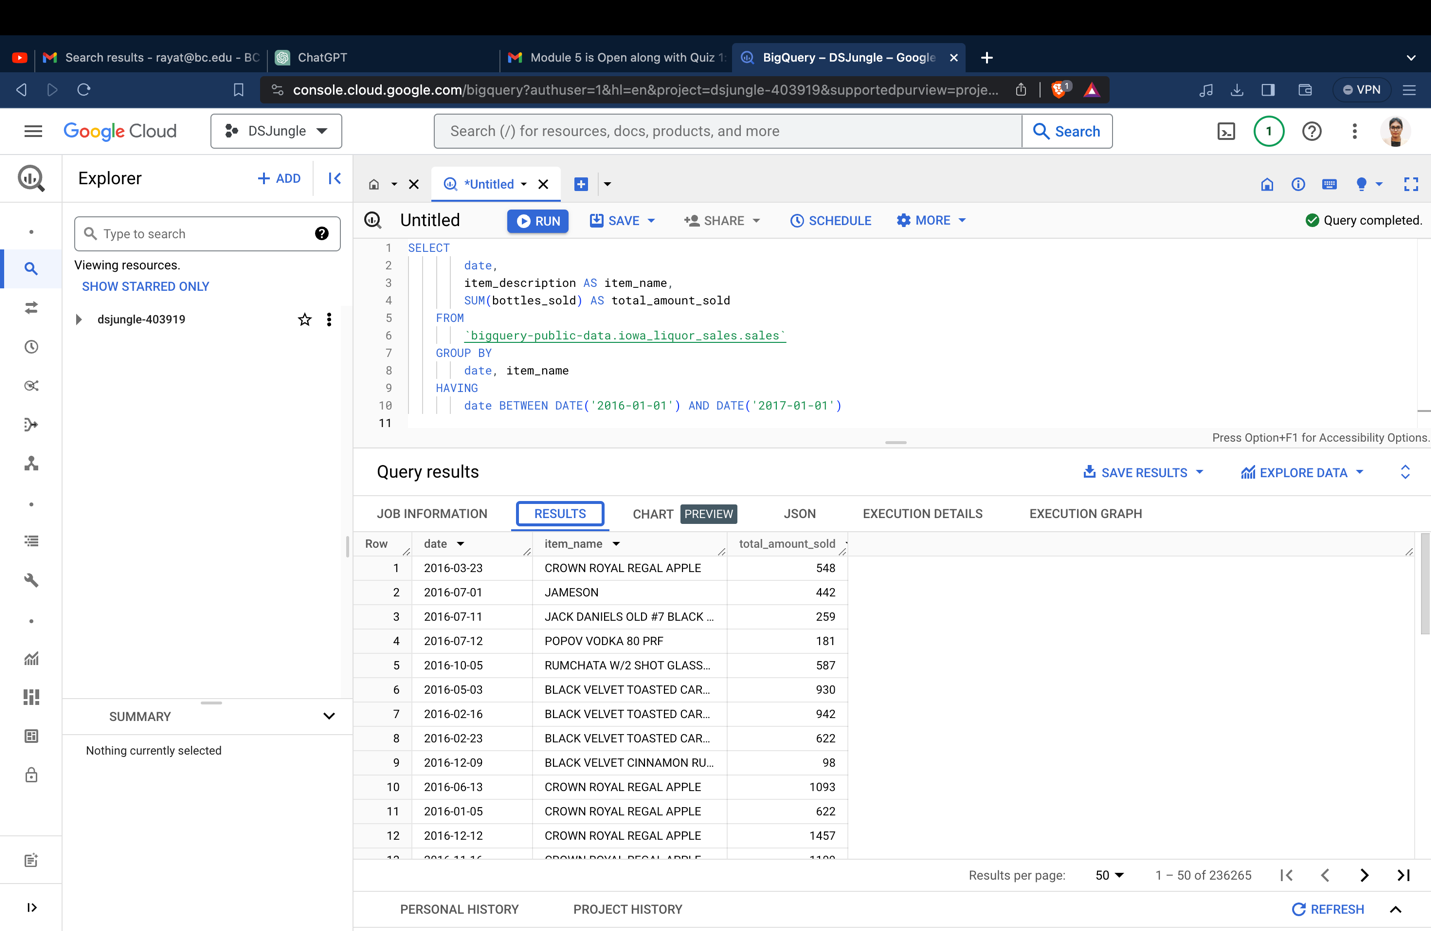 Search results - rayat@bc.edu - BC
ChatGPT
Module 5 is Open along with Quiz 1:
BigQuery – DSJungle – Google
console.cloud.google.com/bigquery?authuser=1&hl=en&project=dsjungle-403919&supportedpurview=proje...
1
VPN
Google Cloud
DSJungle
Search (/) for resources, docs, products, and more
Search
1
Explorer
+ ADD
Type to search
Viewing resources.
SHOW STARRED ONLY
dsjungle-403919
SUMMARY
Nothing currently selected
*Untitled
Untitled
RUN
SAVE
SHARE
SCHEDULE
MORE
Query completed.
1 SELECT
2 date,
3 item_description AS item_name,
4 SUM(bottles_sold) AS total_amount_sold
5 FROM
6 `bigquery-public-data.iowa_liquor_sales.sales`
7 GROUP BY
8 date, item_name
9 HAVING
10 date BETWEEN DATE('2016-01-01') AND DATE('2017-01-01')
11
Press Option+F1 for Accessibility Options.
Query results
SAVE RESULTS
EXPLORE DATA
JOB INFORMATION
RESULTS
CHART PREVIEW
JSON
EXECUTION DETAILS
EXECUTION GRAPH
Row date item_name total_amount_sold
1 2016-03-23 CROWN ROYAL REGAL APPLE 548
2 2016-07-01 JAMESON 442
3 2016-07-11 JACK DANIELS OLD #7 BLACK ... 259
4 2016-07-12 POPOV VODKA 80 PRF 181
5 2016-10-05 RUMCHATA W/2 SHOT GLASS... 587
6 2016-05-03 BLACK VELVET TOASTED CAR... 930
7 2016-02-16 BLACK VELVET TOASTED CAR... 942
8 2016-02-23 BLACK VELVET TOASTED CAR... 622
9 2016-12-09 BLACK VELVET CINNAMON RU... 98
10 2016-06-13 CROWN ROYAL REGAL APPLE 1093
11 2016-01-05 CROWN ROYAL REGAL APPLE 622
12 2016-12-12 CROWN ROYAL REGAL APPLE 1457
CROWN ROYAL REGAL APPLE
Results per page: 50 1 – 50 of 236265
PERSONAL HISTORY
PROJECT HISTORY
REFRESH